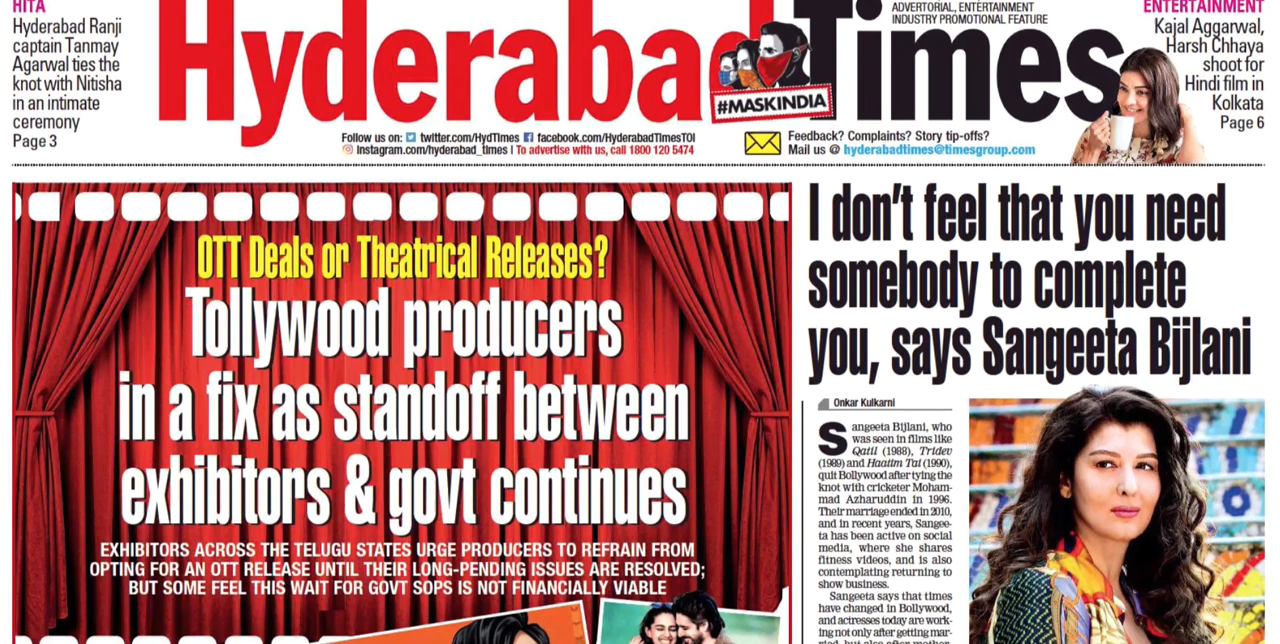 HITA
Hyderabad Ranji
captain Tanmay
Agarwal ties the
knot with Nitisha
in an intimate
ceremony
Page 3
Hyderabad Times
#MASKINDIA
ADVERTORIAL, ENTERTAINMENT
INDUSTRY PROMOTIONAL FEATURE
Follow us on: twitter.com/HydTimes facebook.com/HyderabadTimesTOI
Instagram.com/hyderabad_times I To advertise with us, call 1800 120 5474
Feedback? Complaints? Story tip-offs?
Mail us @ hyderabadtimes@timesgroup.com
ENTERTAINMENT
Kajal Aggarwal,
Harsh Chhaya
shoot for
Hindi film in
Kolkata
Page 6
OTT Deals or Theatrical Releases?
Tollywood producers
in a fix as standoff between
exhibitors & govt continues
EXHIBITORS ACROSS THE TELUGU STATES URGE PRODUCERS TO REFRAIN FROM
OPTING FOR AN OTT RELEASE UNTIL THEIR LONG-PENDING ISSUES ARE RESOLVED;
BUT SOME FEEL THIS WAIT FOR GOVT SOPS IS NOT FINANCIALLY VIABLE
I don't feel that you need
somebody to complete
you, says Sangeeta Bijlani
Onkar Kulkarni
Sangeeta Bijlani, who
was seen in films like
Qatil (1988), Tridev
(1989) and Haatim Tai (1990),
quit Bollywood after tying the
knot with cricketer Moham-
mad Azharuddin in 1996.
Their marriage ended in 2010,
and in recent years, Sangee-
ta has been active on social
media, where she shares
fitness videos, and is also
contemplating returning to
show business.
Sangeeta says that times
have changed in Bollywood,
and actresses today are work-
ing not only after getting mar-
ried, but also after mother-